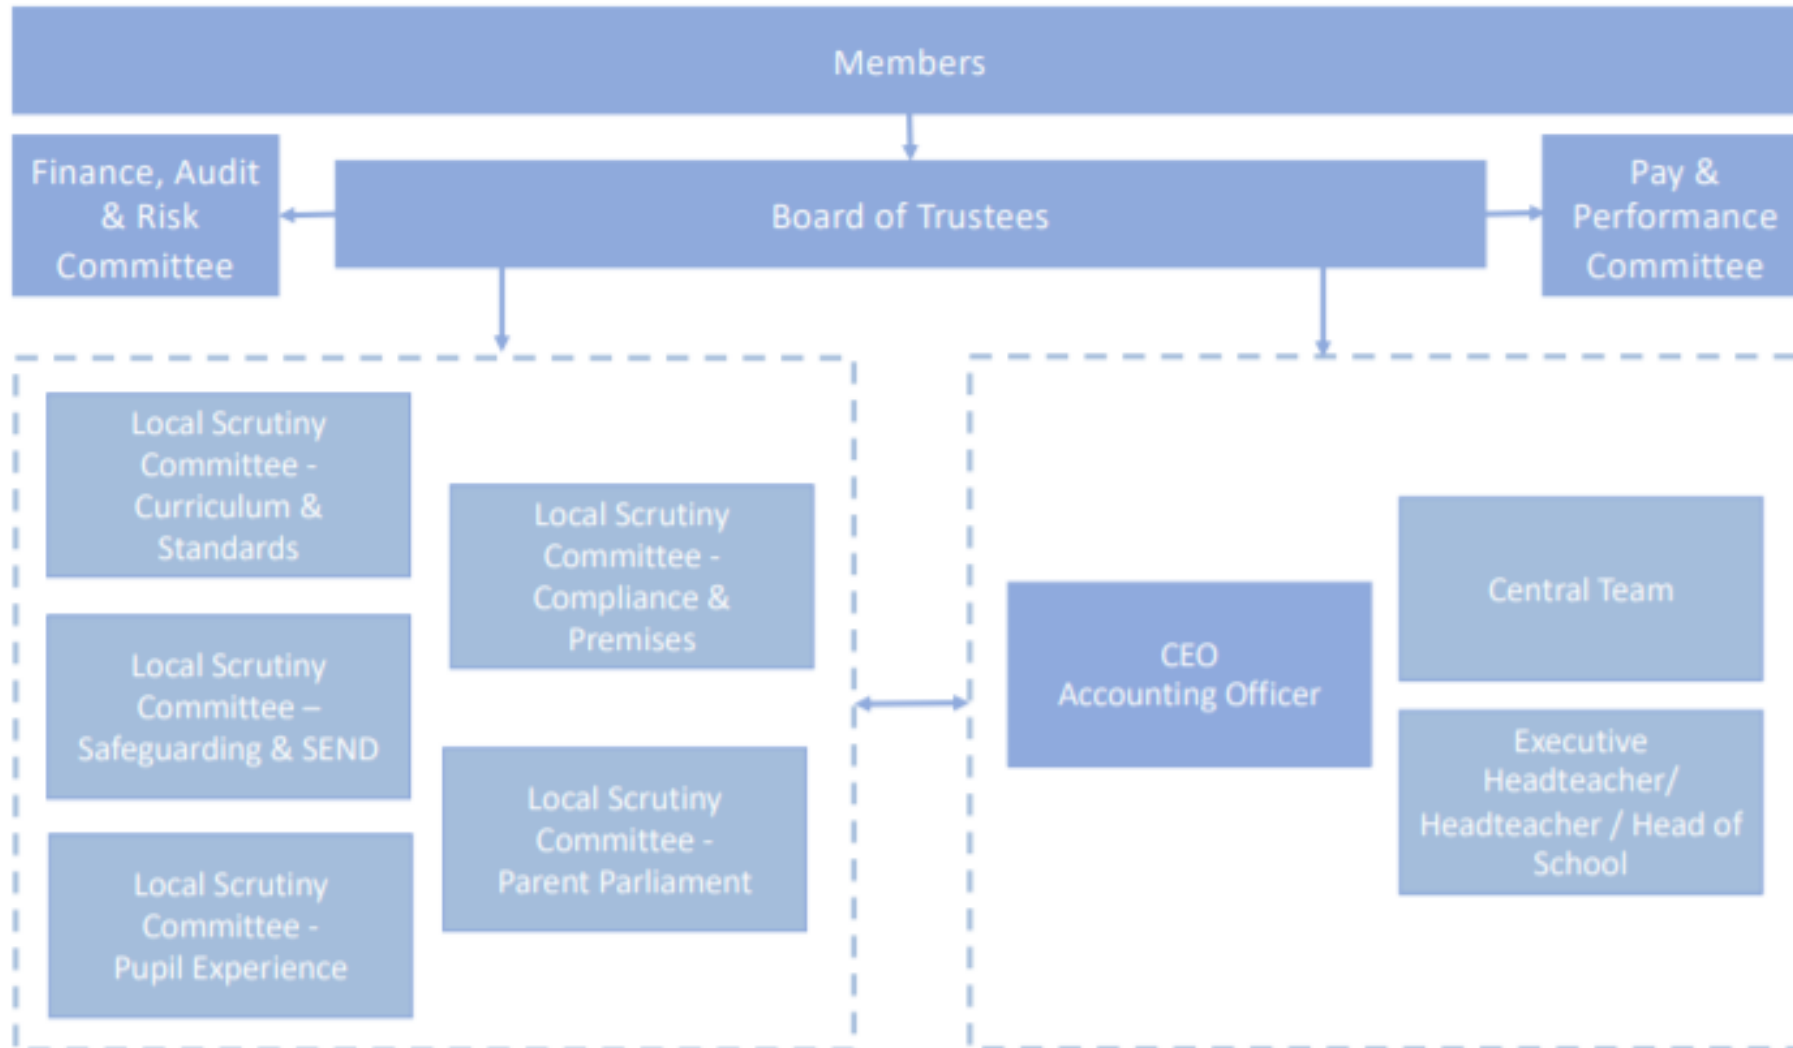 Members
Finance, Audit
& Risk
Committee
Board of Trustees
Pay &
Performance
Committee
Local Scrutiny
Committee -
Curriculum &
Standards
Local Scrutiny
Committee –
Safeguarding & SEND
Local Scrutiny
Committee -
Pupil Experience
Local Scrutiny
Committee -
Compliance &
Premises
Local Scrutiny
Committee -
Parent Parliament
CEO
Accounting Officer
Central Team
Executive
Headteacher/
Headteacher / Head of
School